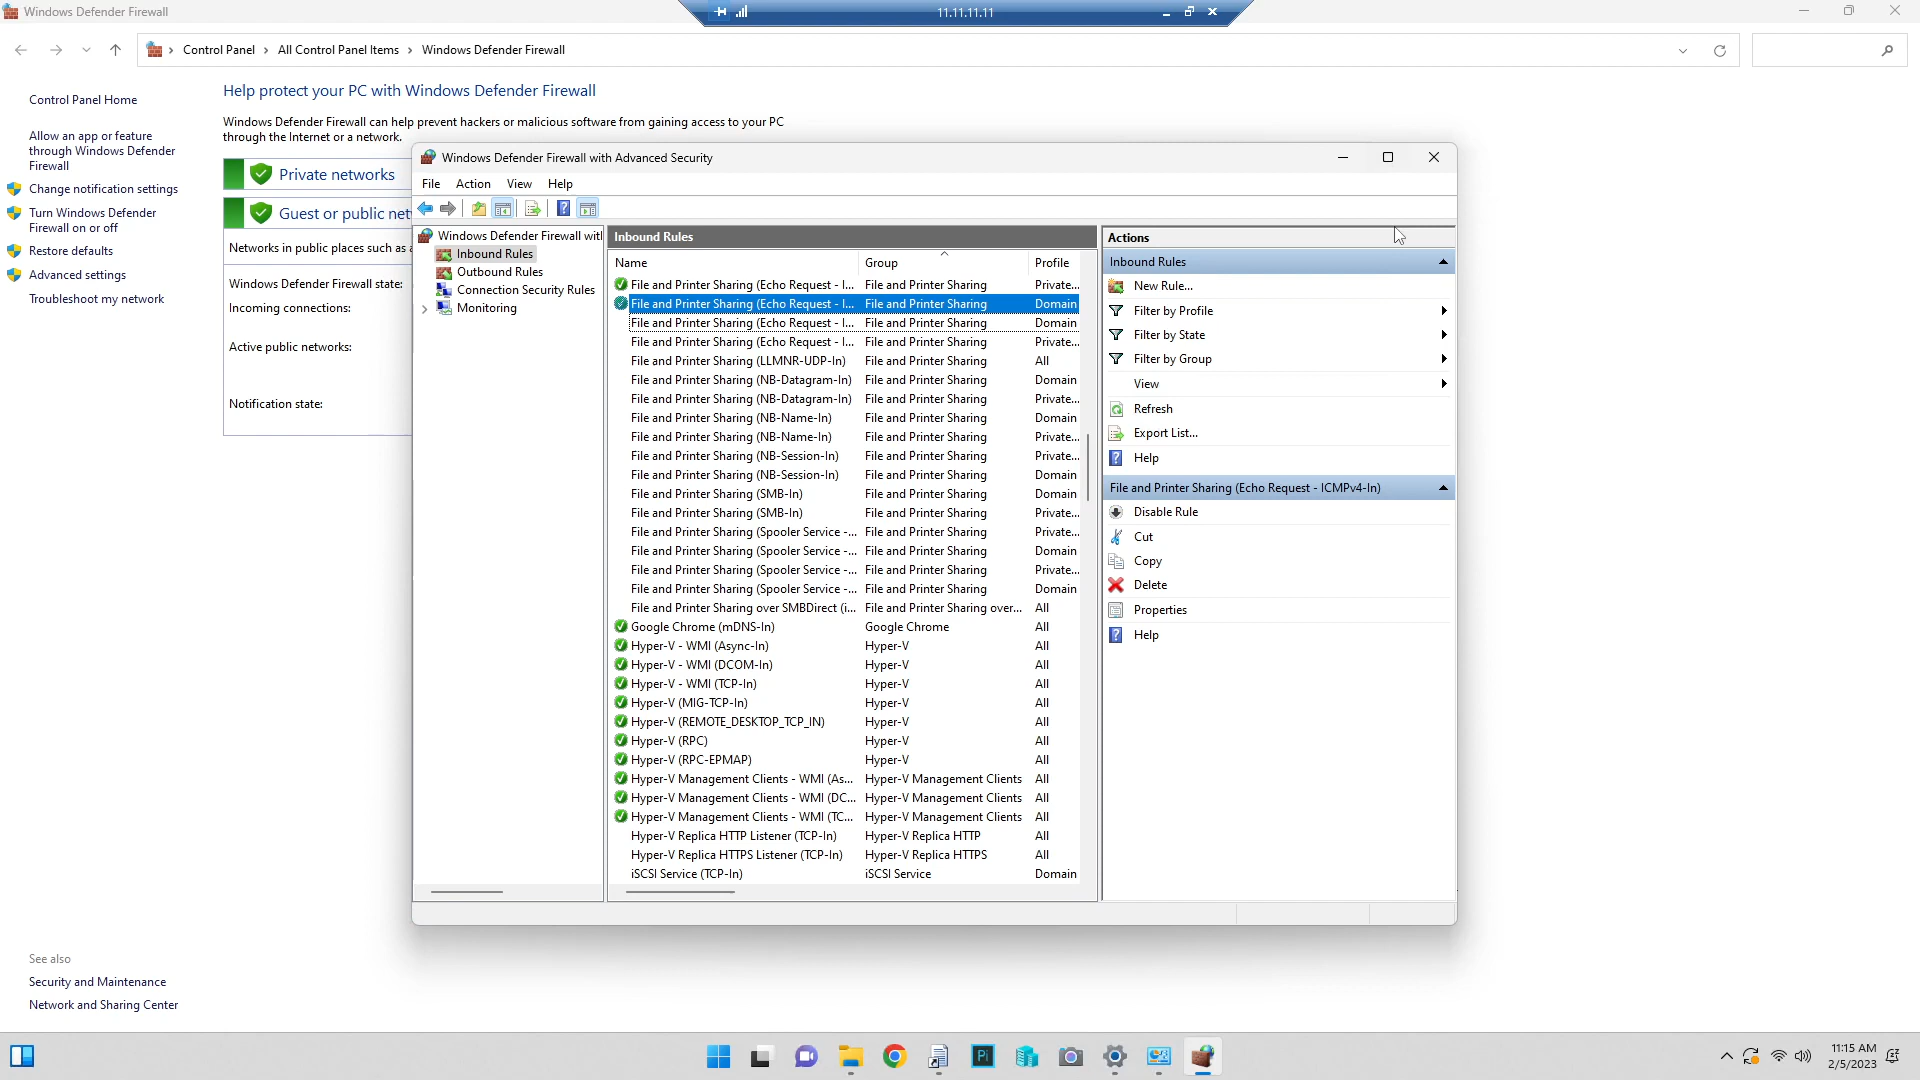 Windows Defender Firewall
11.11.11.11
Control Panel
All Control Panel Items
Windows Defender Firewall
Control Panel Home
Allow an app or feature
through Windows Defender
Firewall
Change notification settings
Turn Windows Defender
Firewall on or off
Restore defaults
Advanced settings
Troubleshoot my network
See also
Security and Maintenance
Network and Sharing Center
Help protect your PC with Windows Defender Firewall
Windows Defender Firewall can help prevent hackers or malicious software from gaining access to your PC
through the Internet or a network.
Private networks
Guest or public net
Networks in public places such as a
Windows Defender Firewall state:
Incoming connections:
Active public networks:
Notification state:
Windows Defender Firewall with Advanced Security
File Action View Help
Windows Defender Firewall with
Inbound Rules
Outbound Rules
Connection Security Rules
Monitoring
Inbound Rules
Name Group Profile
File and Printer Sharing (Echo Request - I... File and Printer Sharing Private...
File and Printer Sharing (Echo Request - I... File and Printer Sharing Domain
File and Printer Sharing (Echo Request - I... File and Printer Sharing Domain
File and Printer Sharing (Echo Request - I... File and Printer Sharing Private...
File and Printer Sharing (LLMNR-UDP-In) File and Printer Sharing All
File and Printer Sharing (NB-Datagram-In) File and Printer Sharing Domain
File and Printer Sharing (NB-Datagram-In) File and Printer Sharing Private...
File and Printer Sharing (NB-Name-In) File and Printer Sharing Domain
File and Printer Sharing (NB-Name-In) File and Printer Sharing Private...
File and Printer Sharing (NB-Session-In) File and Printer Sharing Private...
File and Printer Sharing (NB-Session-In) File and Printer Sharing Domain
File and Printer Sharing (SMB-In) File and Printer Sharing Domain
File and Printer Sharing (SMB-In) File and Printer Sharing Private...
File and Printer Sharing (Spooler Service -... File and Printer Sharing Private...
File and Printer Sharing (Spooler Service -... File and Printer Sharing Domain
File and Printer Sharing (Spooler Service -... File and Printer Sharing Private...
File and Printer Sharing (Spooler Service -... File and Printer Sharing Domain
File and Printer Sharing over SMBDirect (i... File and Printer Sharing over... All
Google Chrome (mDNS-In) Google Chrome All
Hyper-V - WMI (Async-In) Hyper-V All
Hyper-V - WMI (DCOM-In) Hyper-V All
Hyper-V - WMI (TCP-In) Hyper-V All
Hyper-V (MIG-TCP-In) Hyper-V All
Hyper-V (REMOTE_DESKTOP_TCP_IN) Hyper-V All
Hyper-V (RPC) Hyper-V All
Hyper-V (RPC-EPMAP) Hyper-V All
Hyper-V Management Clients - WMI (As... Hyper-V Management Clients All
Hyper-V Management Clients - WMI (DC... Hyper-V Management Clients All
Hyper-V Management Clients - WMI (TC... Hyper-V Management Clients All
Hyper-V Replica HTTP Listener (TCP-In) Hyper-V Replica HTTP All
Hyper-V Replica HTTPS Listener (TCP-In) Hyper-V Replica HTTPS All
iSCSI Service (TCP-In) iSCSI Service Domain
Actions
Inbound Rules
New Rule...
Filter by Profile
Filter by State
Filter by Group
View
Refresh
Export List...
Help
File and Printer Sharing (Echo Request - ICMPv4-In)
Disable Rule
Cut
Copy
Delete
Properties
Help
Pi
11:15 AM
2/5/2023